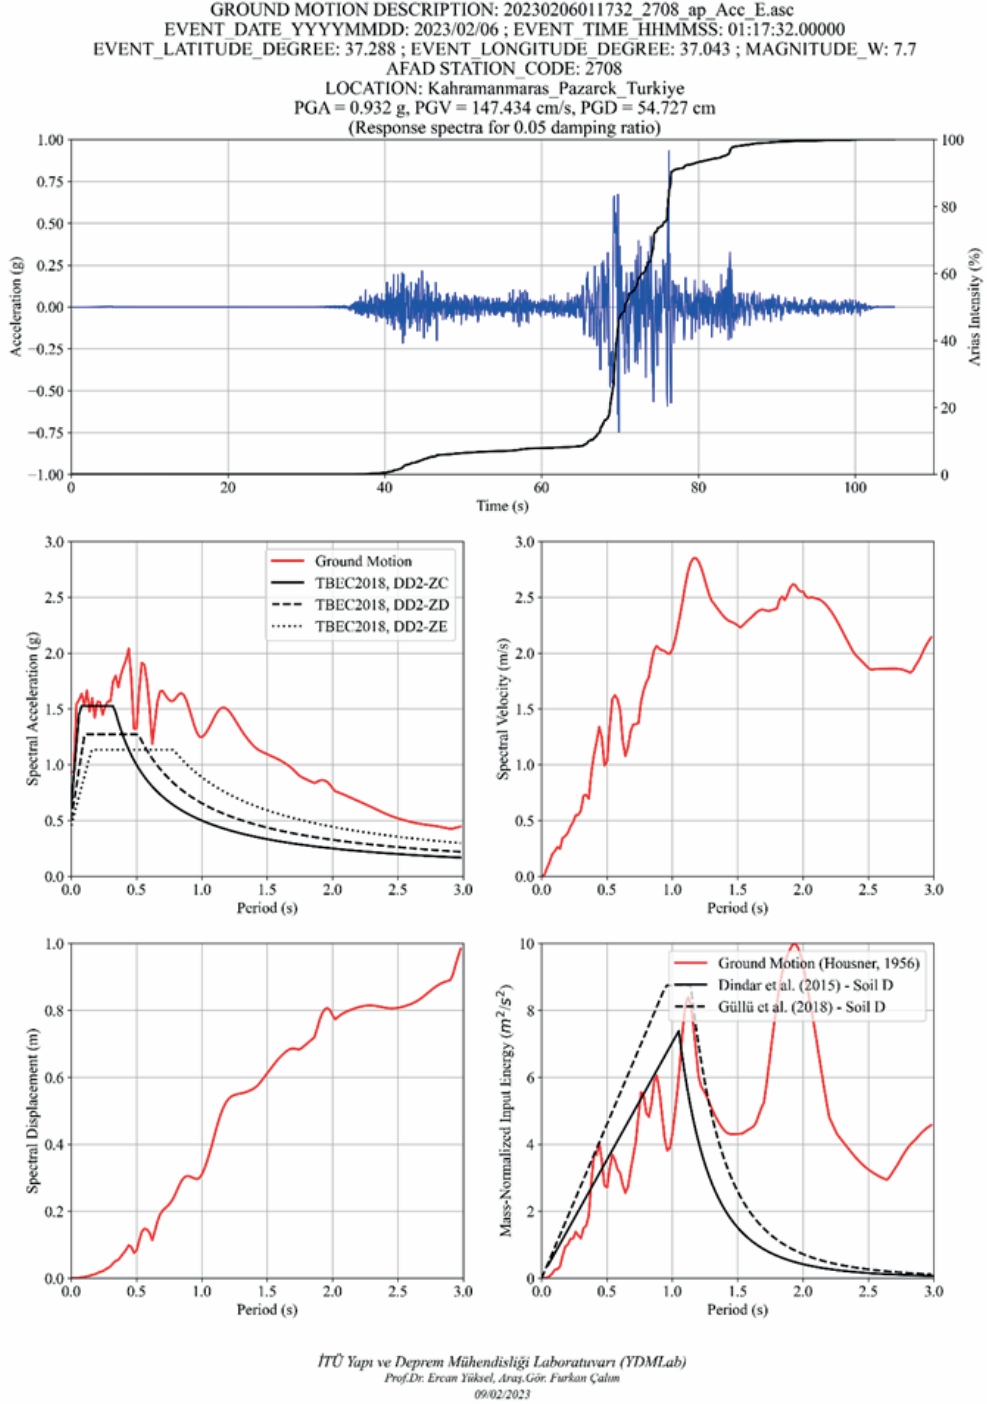 GROUND MOTION DESCRIPTION: 20230206011732_2708_ap_Acc_E.asc
EVENT_DATE_YYYYMMDD: 2023/02/06 ; EVENT_TIME_HHMMSS: 01:17:32.00000
EVENT_LATITUDE_DEGREE: 37.288 ; EVENT_LONGITUDE_DEGREE: 37.043 ; MAGNITUDE_W: 7.7
AFAD STATION_CODE: 2708
LOCATION: Kahramanmaras_Pazarck_Turkiye
PGA = 0.932 g, PGV = 147.434 cm/s, PGD = 54.727 cm
(Response spectra for 0.05 damping ratio)
Acceleration (g)
1.00
0.75
0.50
0.25
0.00
−0.25
−0.50
−0.75
−1.00
0 20 40 60 80 100
Time (s)
100
80
60
40
20
0
Arias Intensity (%)
Spectral Acceleration (g)
3.0
2.5
2.0
1.5
1.0
0.5
0.0
Ground Motion
TBEC2018, DD2-ZC
TBEC2018, DD2-ZD
TBEC2018, DD2-ZE
0.0 0.5 1.0 1.5 2.0 2.5 3.0
Period (s)
Spectral Velocity (m/s)
3.0
2.5
2.0
1.5
1.0
0.5
0.0
0.0 0.5 1.0 1.5 2.0 2.5 3.0
Period (s)
Spectral Displacement (m)
1.0
0.8
0.6
0.4
0.2
0.0
0.0 0.5 1.0 1.5 2.0 2.5 3.0
Period (s)
Mass-Normalized Input Energy (m²/s²)
10
8
6
4
2
0
Ground Motion (Housner, 1956)
Dindar et al. (2015) - Soil D
Güllü et al. (2018) - Soil D
0.0 0.5 1.0 1.5 2.0 2.5 3.0
Period (s)
İTÜ Yapı ve Deprem Mühendisliği Laboratuvarı (YDMLab)
Prof.Dr. Ercan Yüksel, Araş.Gör. Furkan Çalım
09/02/2023